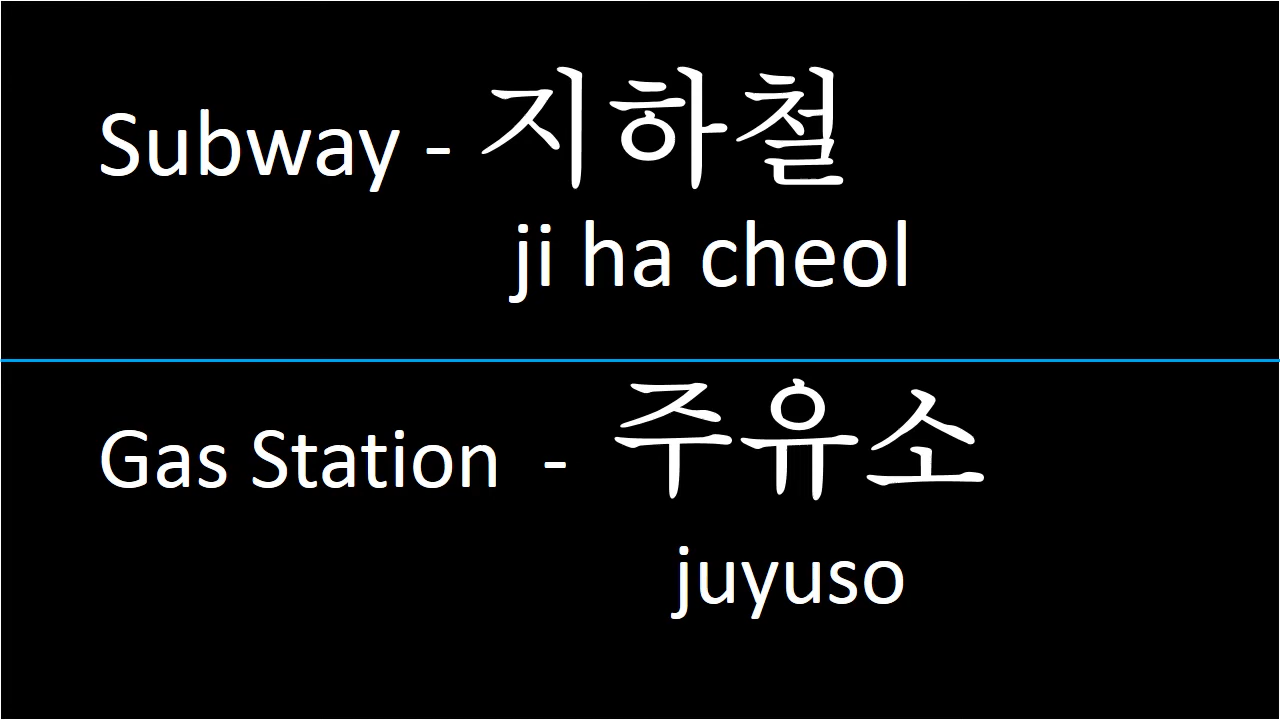 Subway - 지하철
ji ha cheol
Gas Station - 주유소
juyuso